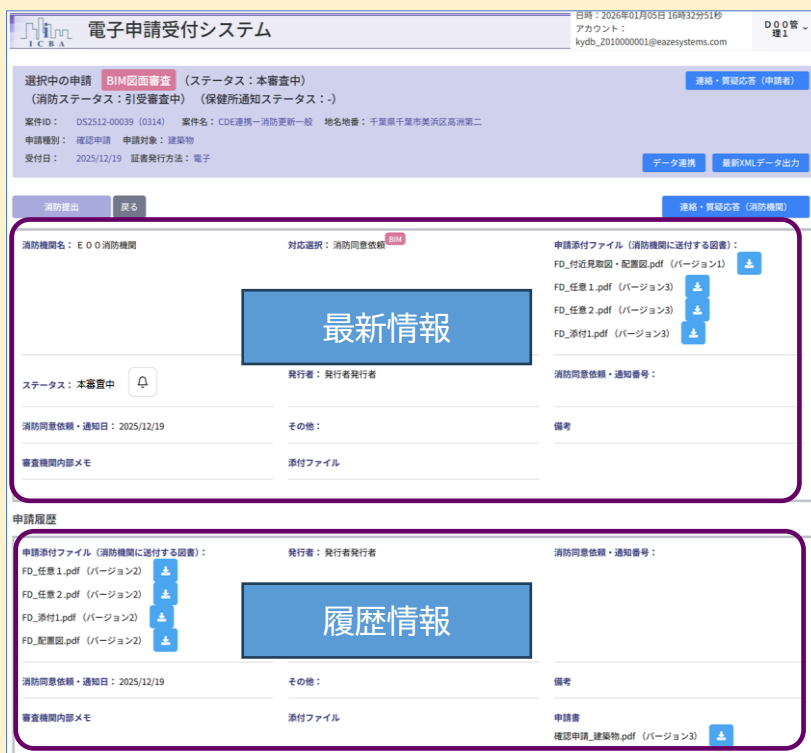 ICBA
電子申請受付システム
日時：2026年01月05日 16時32分51秒
アカウント：
kydb_Z010000001@eazesystems.com
D００管理1
選択中の申請 BIM図面審査 （ステータス：本審査中）
連絡・質疑応答（申請者）
（消防ステータス：引受審査中）（保健所通知ステータス：-）
案件ID： DS2512-00039（0314） 案件名：CDE連携ー消防更新一般 地名地番：千葉県千葉市美浜区高洲第二
申請種別： 確認申請 申請対象：建築物
受付日： 2025/12/19 証書発行方法：電子
データ連携 最新XMLデータ出力
消防提出 戻る 連絡・質疑応答（消防機関）
消防機関名：Ｅ００消防機関
対応選択：消防同意依頼 BIM
申請添付ファイル（消防機関に送付する図書）：
FD_付近見取図・配置図.pdf（バージョン1）
FD_任意１.pdf（バージョン3）
FD_任意２.pdf（バージョン3）
FD_添付1.pdf（バージョン3）
最新情報
ステータス：本審査中
発行者：発行者発行者
消防同意依頼・通知番号：
消防同意依頼・通知日：2025/12/19
その他：
備考
審査機関内部メモ
添付ファイル
申請履歴
申請添付ファイル（消防機関に送付する図書）：
FD_任意１.pdf（バージョン2）
FD_任意２.pdf（バージョン2）
FD_添付1.pdf（バージョン2）
FD_配置図.pdf（バージョン2）
発行者：発行者発行者
消防同意依頼・通知番号：
履歴情報
消防同意依頼・通知日：2025/12/19
その他：
備考
審査機関内部メモ
添付ファイル
申請書
確認申請_建築物.pdf（バージョン3）